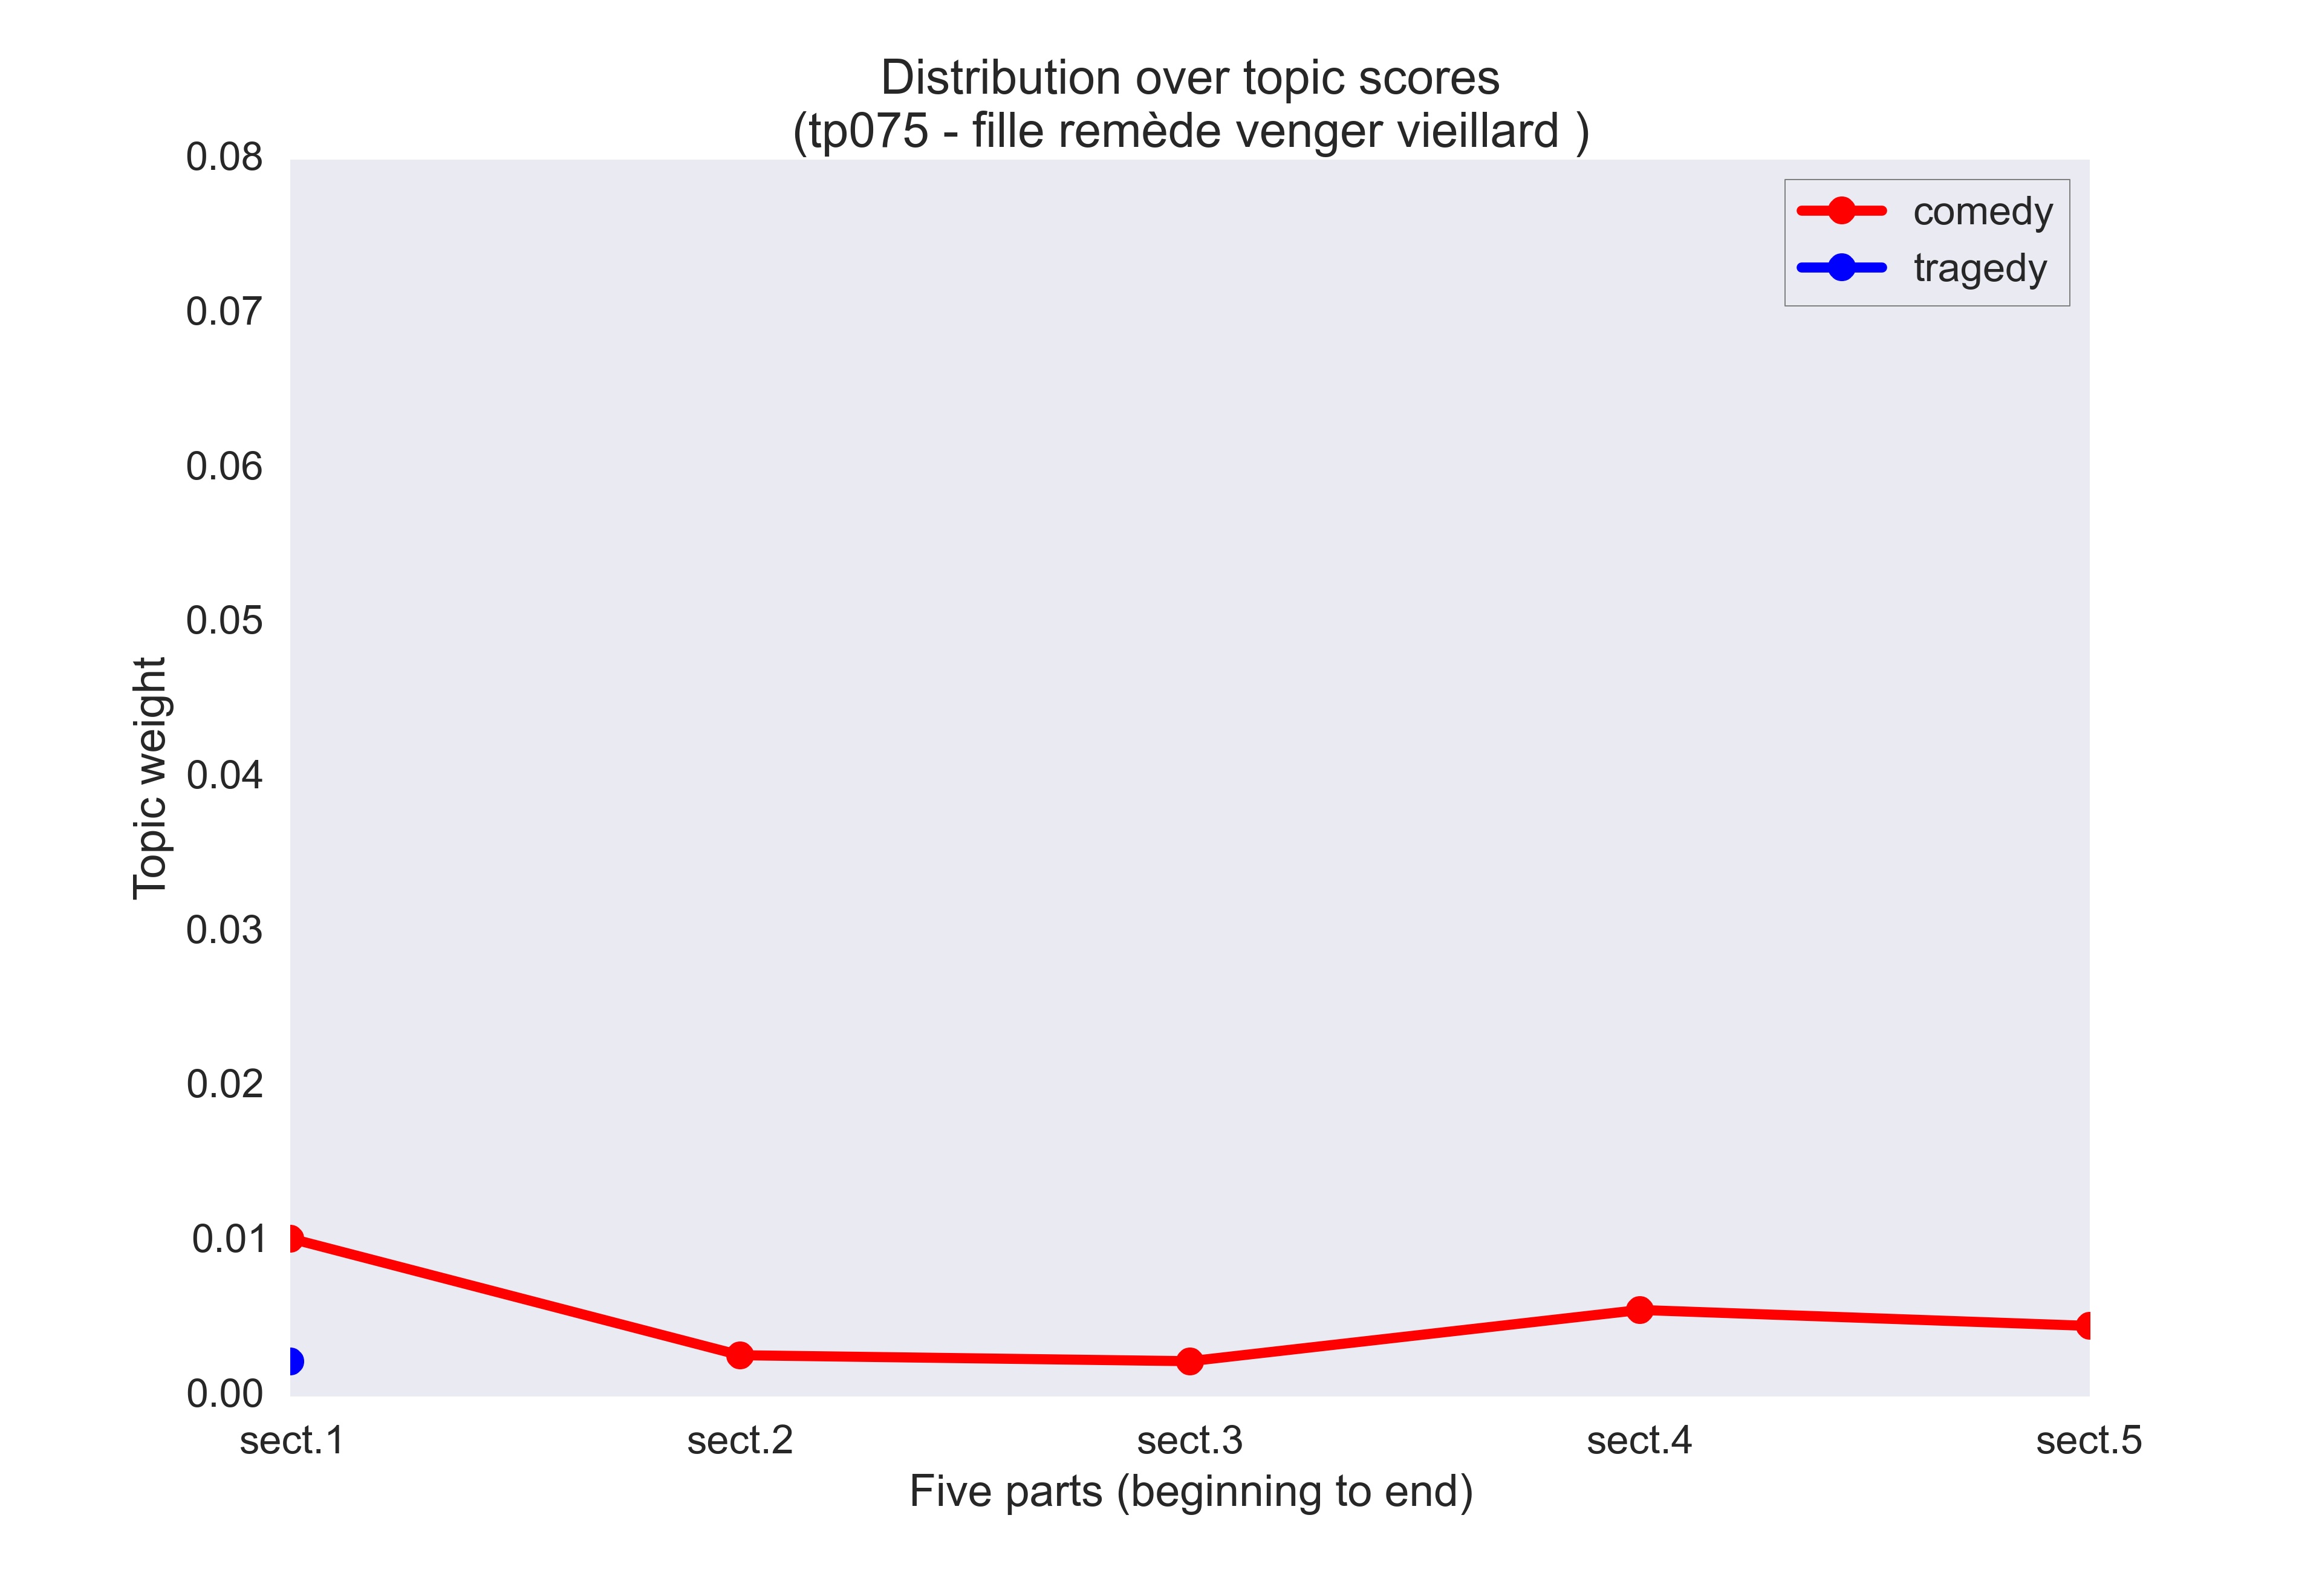 Distribution over topic scores
(tp075 - fille remède venger vieillard )
comedy
tragedy
Topic weight
0.08
0.07
0.06
0.05
0.04
0.03
0.02
0.01
0.00
sect.1
sect.2
sect.3
sect.4
sect.5
Five parts (beginning to end)